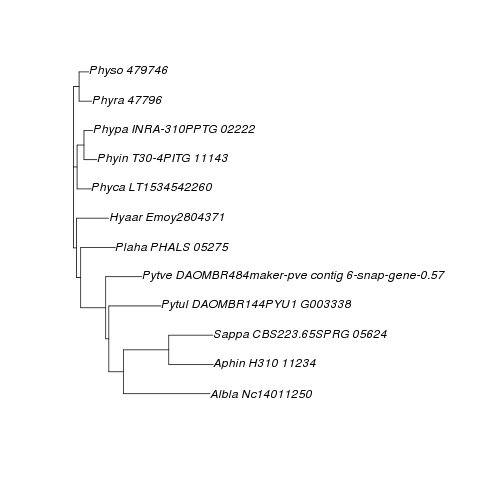 Physo 479746
Phyra 47796
Phypa INRA-310PPTG 02222
Phyin T30-4PITG 11143
Phyca LT1534542260
Hyaar Emoy2804371
Plaha PHALS 05275
Pytve DAOMBR484maker-pve contig 6-snap-gene-0.57
Pytul DAOMBR144PYU1 G003338
Sappa CBS223.65SPRG 05624
Aphin H310 11234
Albla Nc14011250